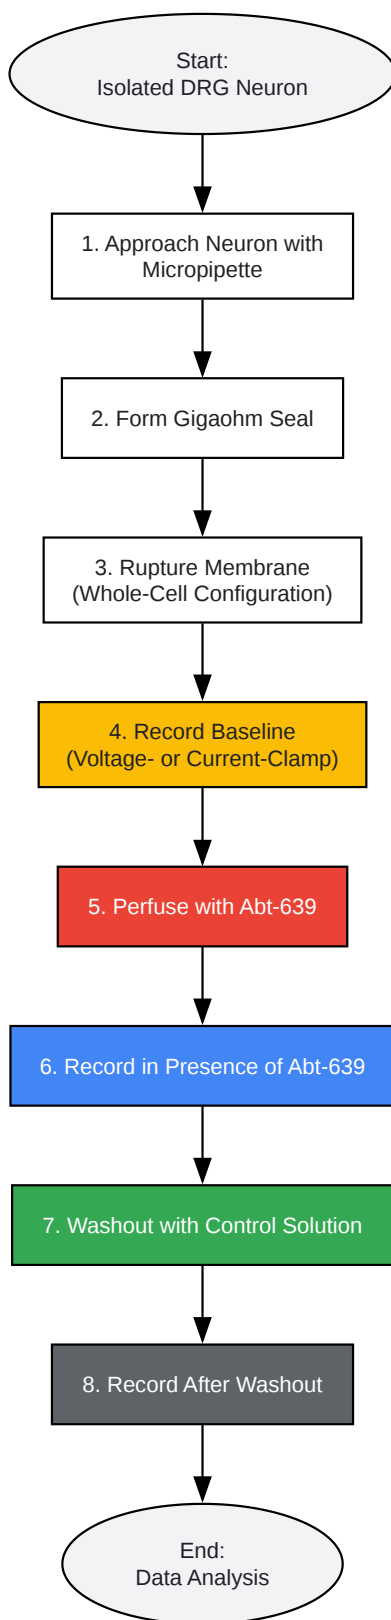 Start:
Isolated DRG Neuron
1. Approach Neuron with
Micropipette
2. Form Gigaohm Seal
3. Rupture Membrane
(Whole-Cell Configuration)
4. Record Baseline
(Voltage- or Current-Clamp)
5. Perfuse with Abt-639
6. Record in Presence of Abt-639
7. Washout with Control Solution
8. Record After Washout
End:
Data Analysis